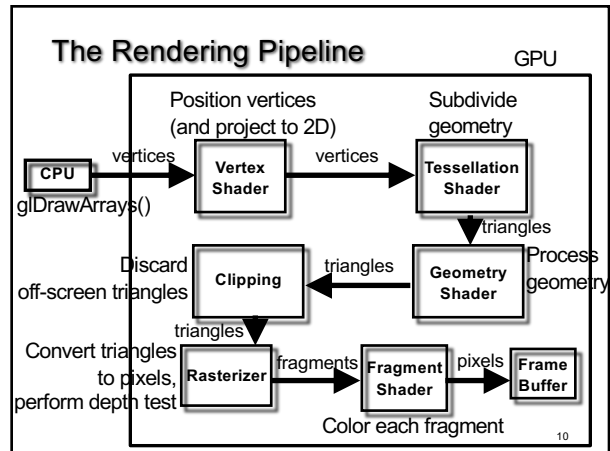 The Rendering Pipeline
GPU
Position vertices
(and project to 2D)
Subdivide
geometry
CPU
glDrawArrays()
vertices
Vertex
Shader
vertices
Tessellation
Shader
triangles
Process
geometry
Geometry
Shader
triangles
Clipping
Discard
off-screen triangles
triangles
Convert triangles
to pixels,
perform depth test
Rasterizer
fragments
Fragment
Shader
Color each fragment
pixels
Frame
Buffer
10